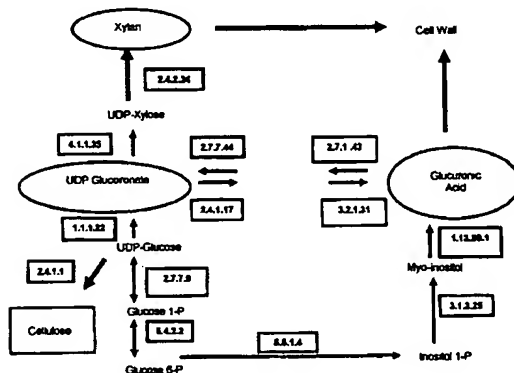 Xylan
Cell Wall
2.4.2.24
UDP-Xylose
4.1.1.35
2.7.7.44
2.7.1.43
UDP Glucoronate
Glucuronic
Acid
2.4.1.17
3.2.1.31
1.1.1.22
UDP-Glucose
1.13.99.1
Myo-inositol
2.4.1.1
2.7.7.9
Cellulose
Glucose 1-P
3.1.3.25
5.4.2.2
5.5.1.4
Glucose 6-P
Inositol 1-P